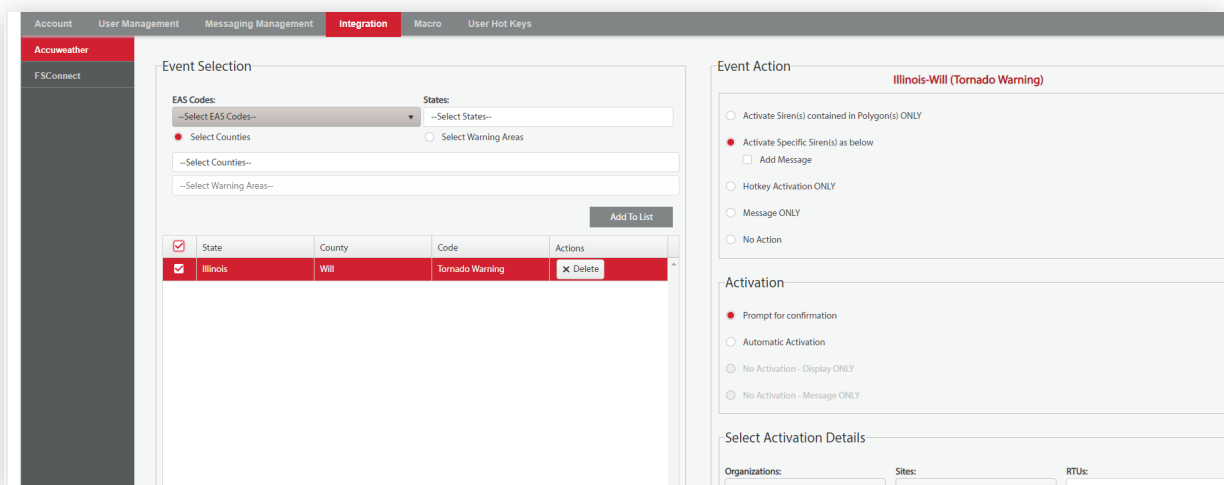 Account User Management Messaging Management Integration Macro User Hot Keys
Accuweather
FSConnect
Event Selection
EAS Codes: States:
--Select EAS Codes-- --Select States--
Select Counties Select Warning Areas
--Select Counties--
--Select Warning Areas--
Add To List
State County Code Actions
Illinois Will Tornado Warning Delete
Event Action
Illinois-Will (Tornado Warning)
Activate Siren(s) contained in Polygon(s) ONLY
Activate Specific Siren(s) as below
Add Message
Hotkey Activation ONLY
Message ONLY
No Action
Activation
Prompt for confirmation
Automatic Activation
No Activation - Display ONLY
No Activation - Message ONLY
Select Activation Details
Organizations: Sites: RTUs: